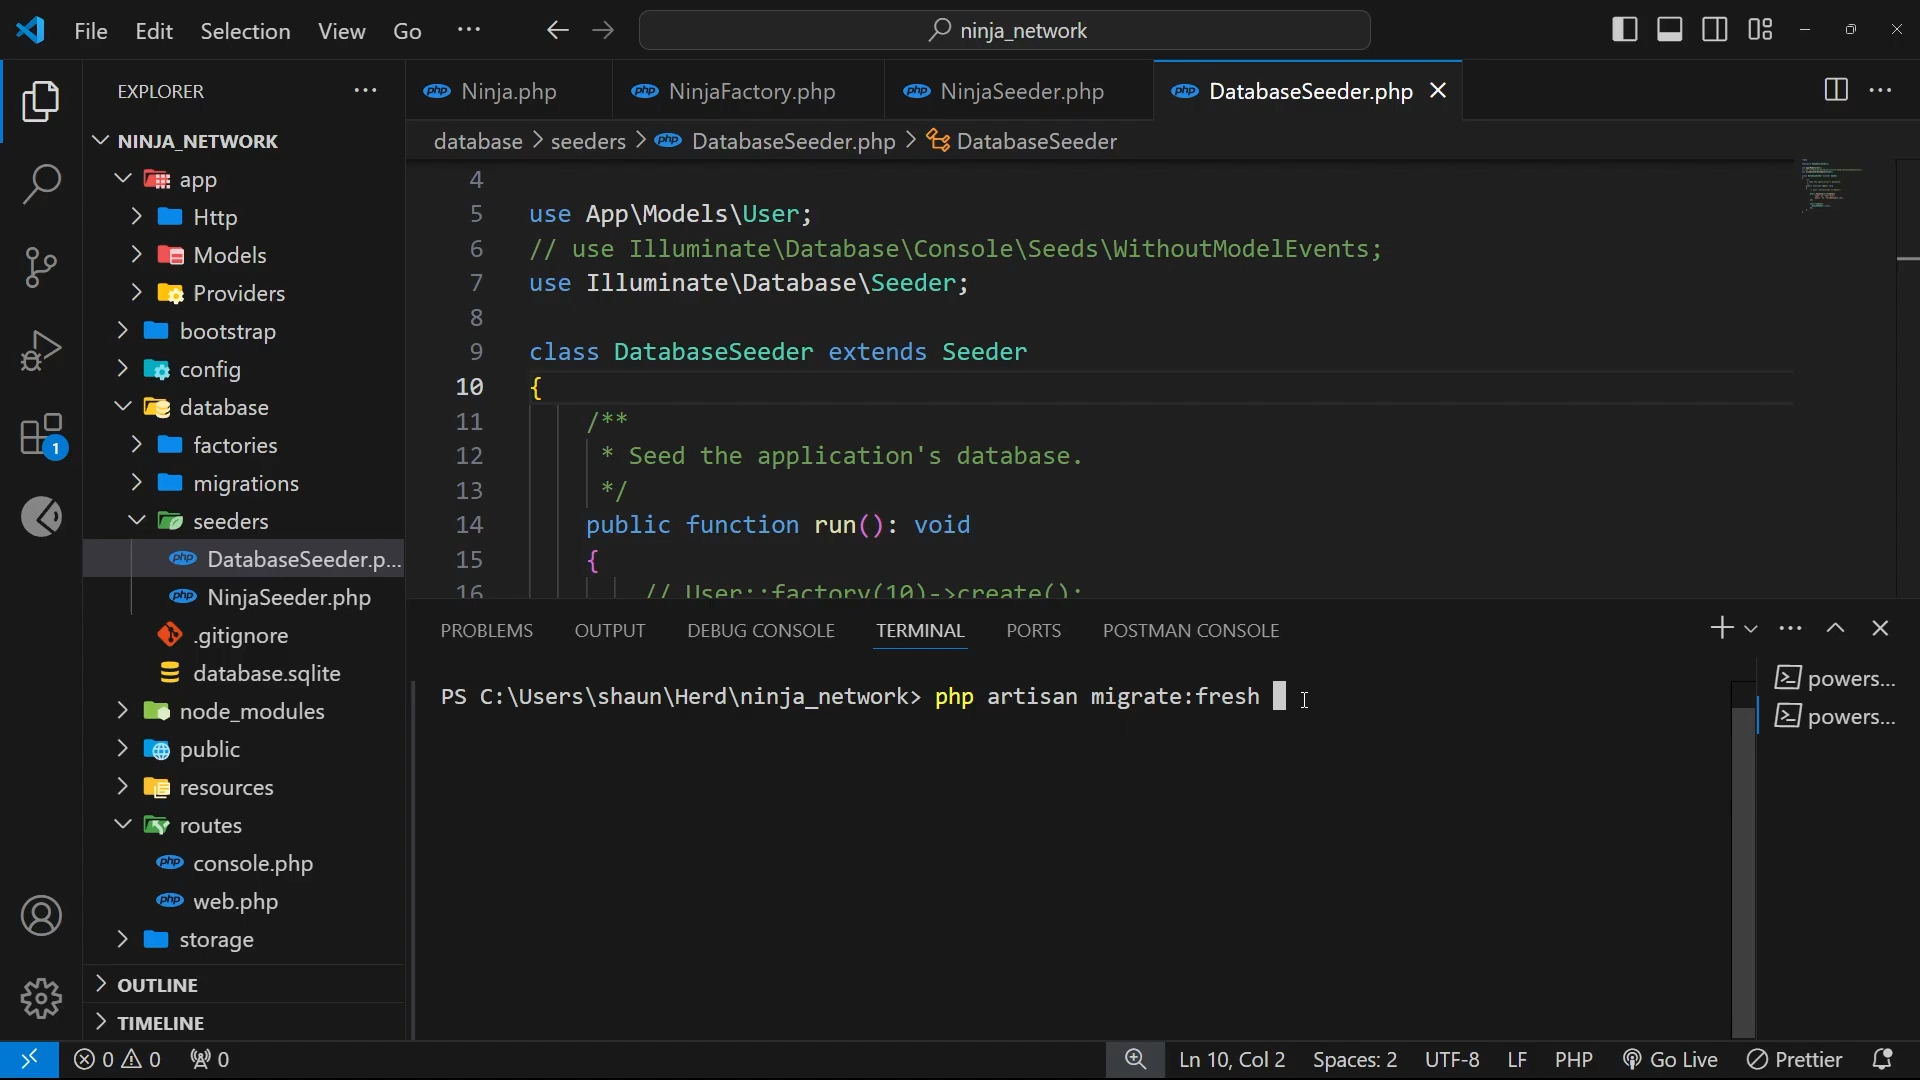 File Edit Selection View Go ···
ninja_network
EXPLORER
NINJA_NETWORK
app
Http
Models
Providers
bootstrap
config
database
factories
migrations
seeders
DatabaseSeeder.p...
NinjaSeeder.php
.gitignore
database.sqlite
node_modules
public
resources
routes
console.php
web.php
storage
OUTLINE
TIMELINE
Ninja.php NinjaFactory.php NinjaSeeder.php DatabaseSeeder.php
database > seeders > DatabaseSeeder.php > DatabaseSeeder
4
5 use App\Models\User;
6 // use Illuminate\Database\Console\Seeds\WithoutModelEvents;
7 use Illuminate\Database\Seeder;
8
9 class DatabaseSeeder extends Seeder
10 {
11 /**
12 * Seed the application's database.
13 */
14 public function run(): void
15 {
16 // User::factory(10)->create();
PROBLEMS OUTPUT DEBUG CONSOLE TERMINAL PORTS POSTMAN CONSOLE
PS C:\Users\shaun\Herd\ninja_network> php artisan migrate:fresh
powers...
powers...
1
0 0 0
Ln 10, Col 2 Spaces: 2 UTF-8 LF PHP Go Live Prettier